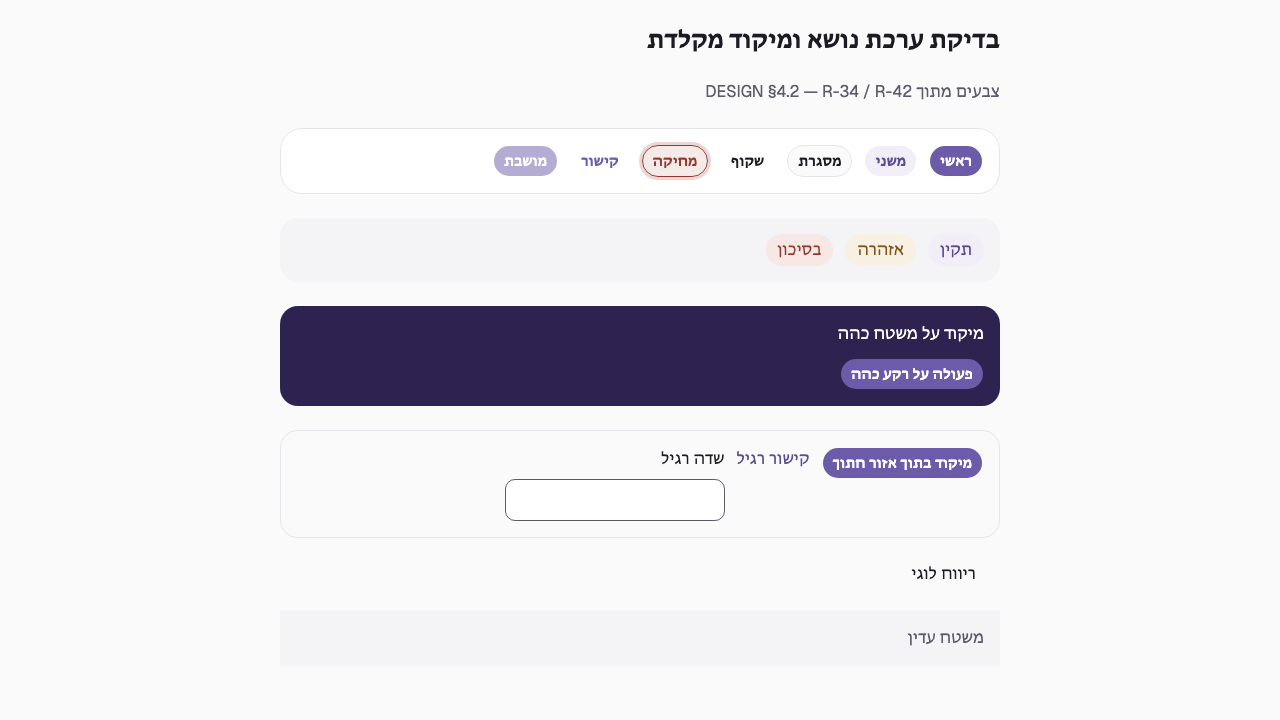 בדיקת ערכת נושא ומיקוד מקלדת
צבעים מתוך DESIGN §4.2 — R-34 / R-42
ראשי משני מסגרת שקוף מחיקה קישור מושבת
תקין אזהרה בסיכון
מיקוד על משטח כהה
פעולה על רקע כהה
מיקוד בתוך אזור חתוך קישור רגיל שדה רגיל
ריווח לוגי
משטח עדין